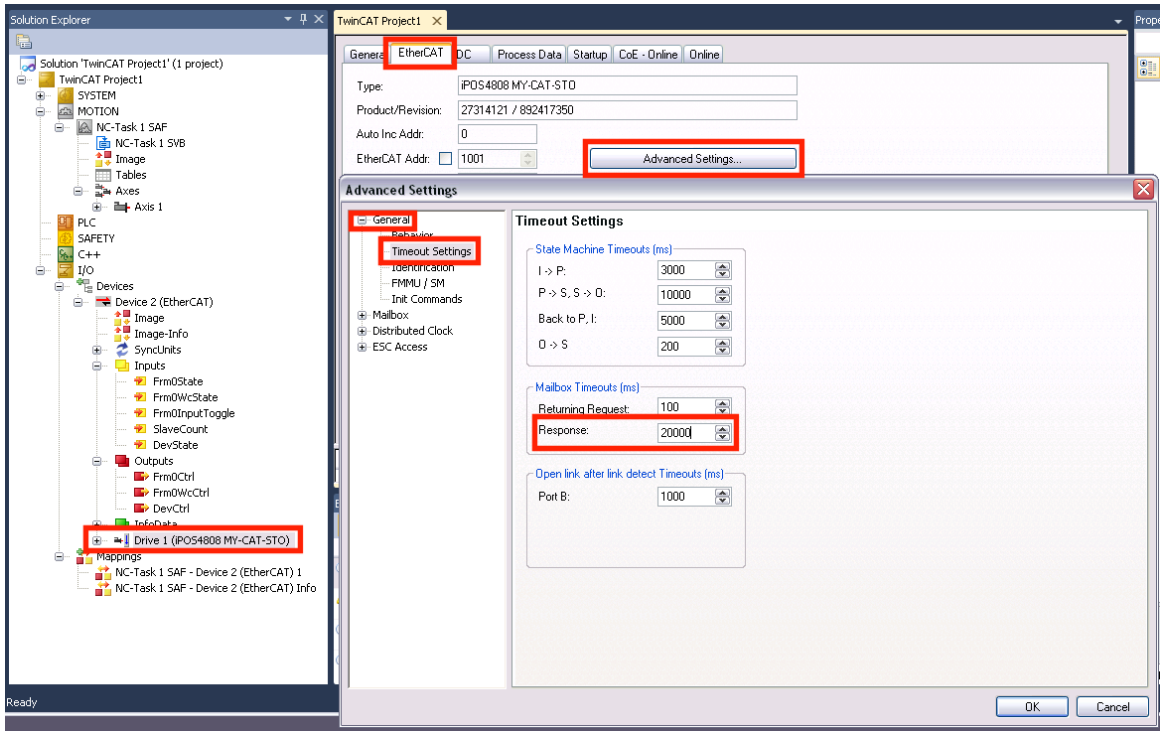 Solution Explorer
Solution 'TwinCAT Project1' (1 project)
TwinCAT Project1
SYSTEM
MOTION
NC-Task 1 SAF
NC-Task 1 SVB
Image
Tables
Axes
Axis 1
PLC
SAFETY
C++
I/O
Devices
Device 2 (EtherCAT)
Image
Image-Info
SyncUnits
Inputs
Frm0State
Frm0WcState
Frm0InputToggle
SlaveCount
DevState
Outputs
Frm0Ctrl
Frm0WcCtrl
DevCtrl
InfoData
Drive 1 (iPOS4808 MY-CAT-STO)
Mappings
NC-Task 1 SAF - Device 2 (EtherCAT) 1
NC-Task 1 SAF - Device 2 (EtherCAT) Info
Ready
TwinCAT Project1
Prope
General EtherCAT DC Process Data Startup CoE - Online Online
Type: iPOS4808 MY-CAT-STO
Product/Revision: 27314121 / 892417350
Auto Inc Addr: 0
EtherCAT Addr: 1001 Advanced Settings...
Advanced Settings
General
Behavior
Timeout Settings
Identification
FMMU / SM
Init Commands
Mailbox
Distributed Clock
ESC Access
Timeout Settings
State Machine Timeouts (ms)
I -> P: 3000
P -> S, S -> O: 10000
Back to P, I: 5000
O -> S 200
Mailbox Timeouts (ms)
Returning Request: 100
Response: 20000
Open link after link detect Timeouts (ms)
Port B: 1000
OK Cancel